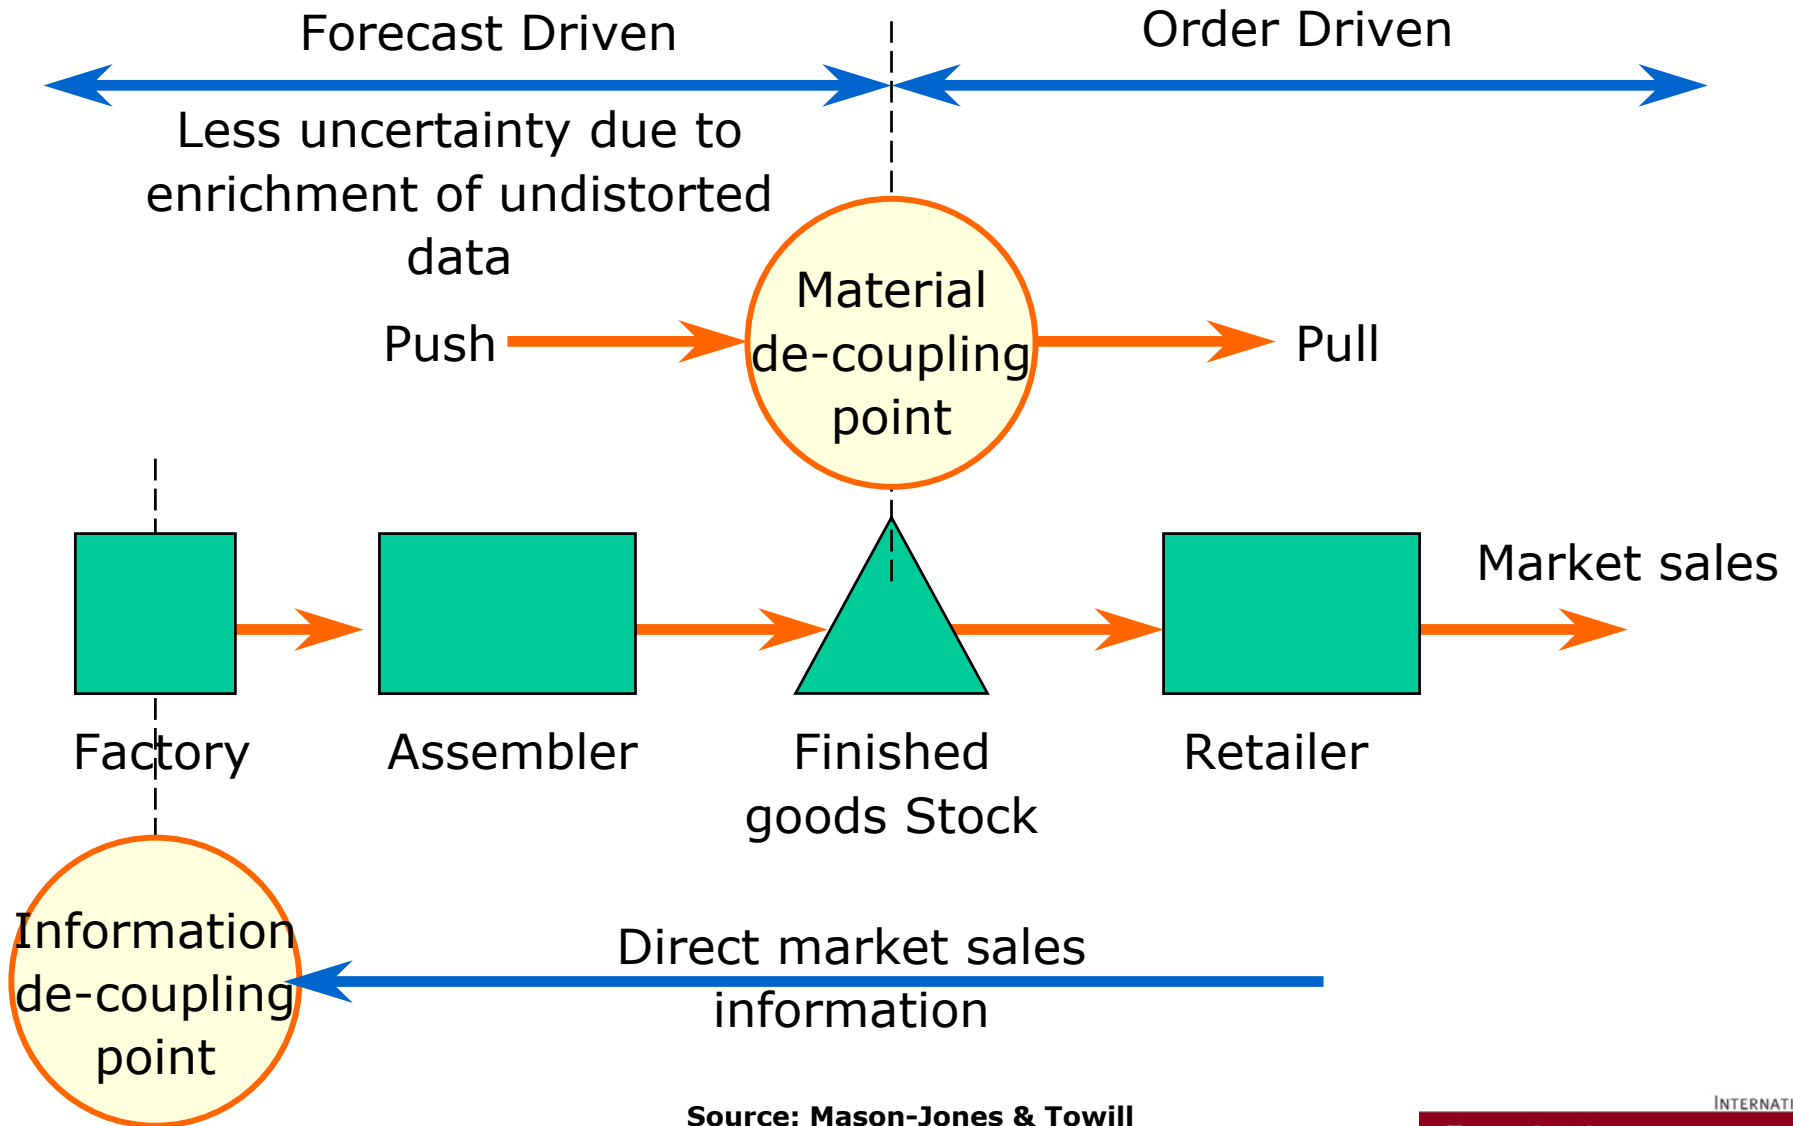 Forecast Driven
Order Driven
Less uncertainty due to
enrichment of undistorted
data
Material
de-coupling
point
Push
Pull
Market sales
Factory
Assembler
Finished
goods Stock
Retailer
Information
de-coupling
point
Direct market sales
information
Source: Mason-Jones & Towill